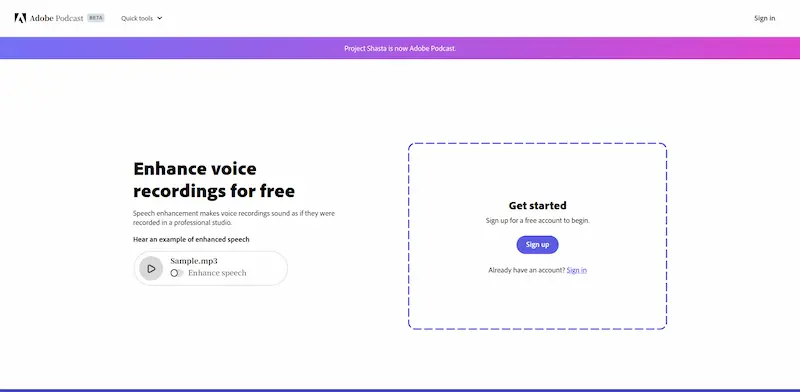 Adobe Podcast BETA Quick tools Sign in
Project Shasta is now Adobe Podcast.
Enhance voice
recordings for free
Speech enhancement makes voice recordings sound as if they were
recorded in a professional studio.
Hear an example of enhanced speech
Sample.mp3
Enhance speech
Get started
Sign up for a free account to begin.
Sign up
Already have an account? Sign in